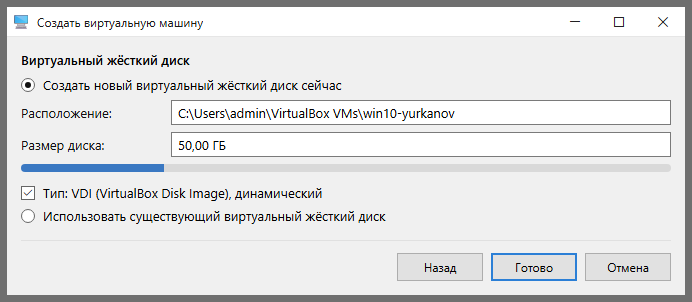 Создать виртуальную машину
Виртуальный жёсткий диск
Создать новый виртуальный жёсткий диск сейчас
Расположение: C:\Users\admin\VirtualBox VMs\win10-yurkanov
Размер диска: 50,00 ГБ
Тип: VDI (VirtualBox Disk Image), динамический
Использовать существующий виртуальный жёсткий диск
Назад Готово Отмена